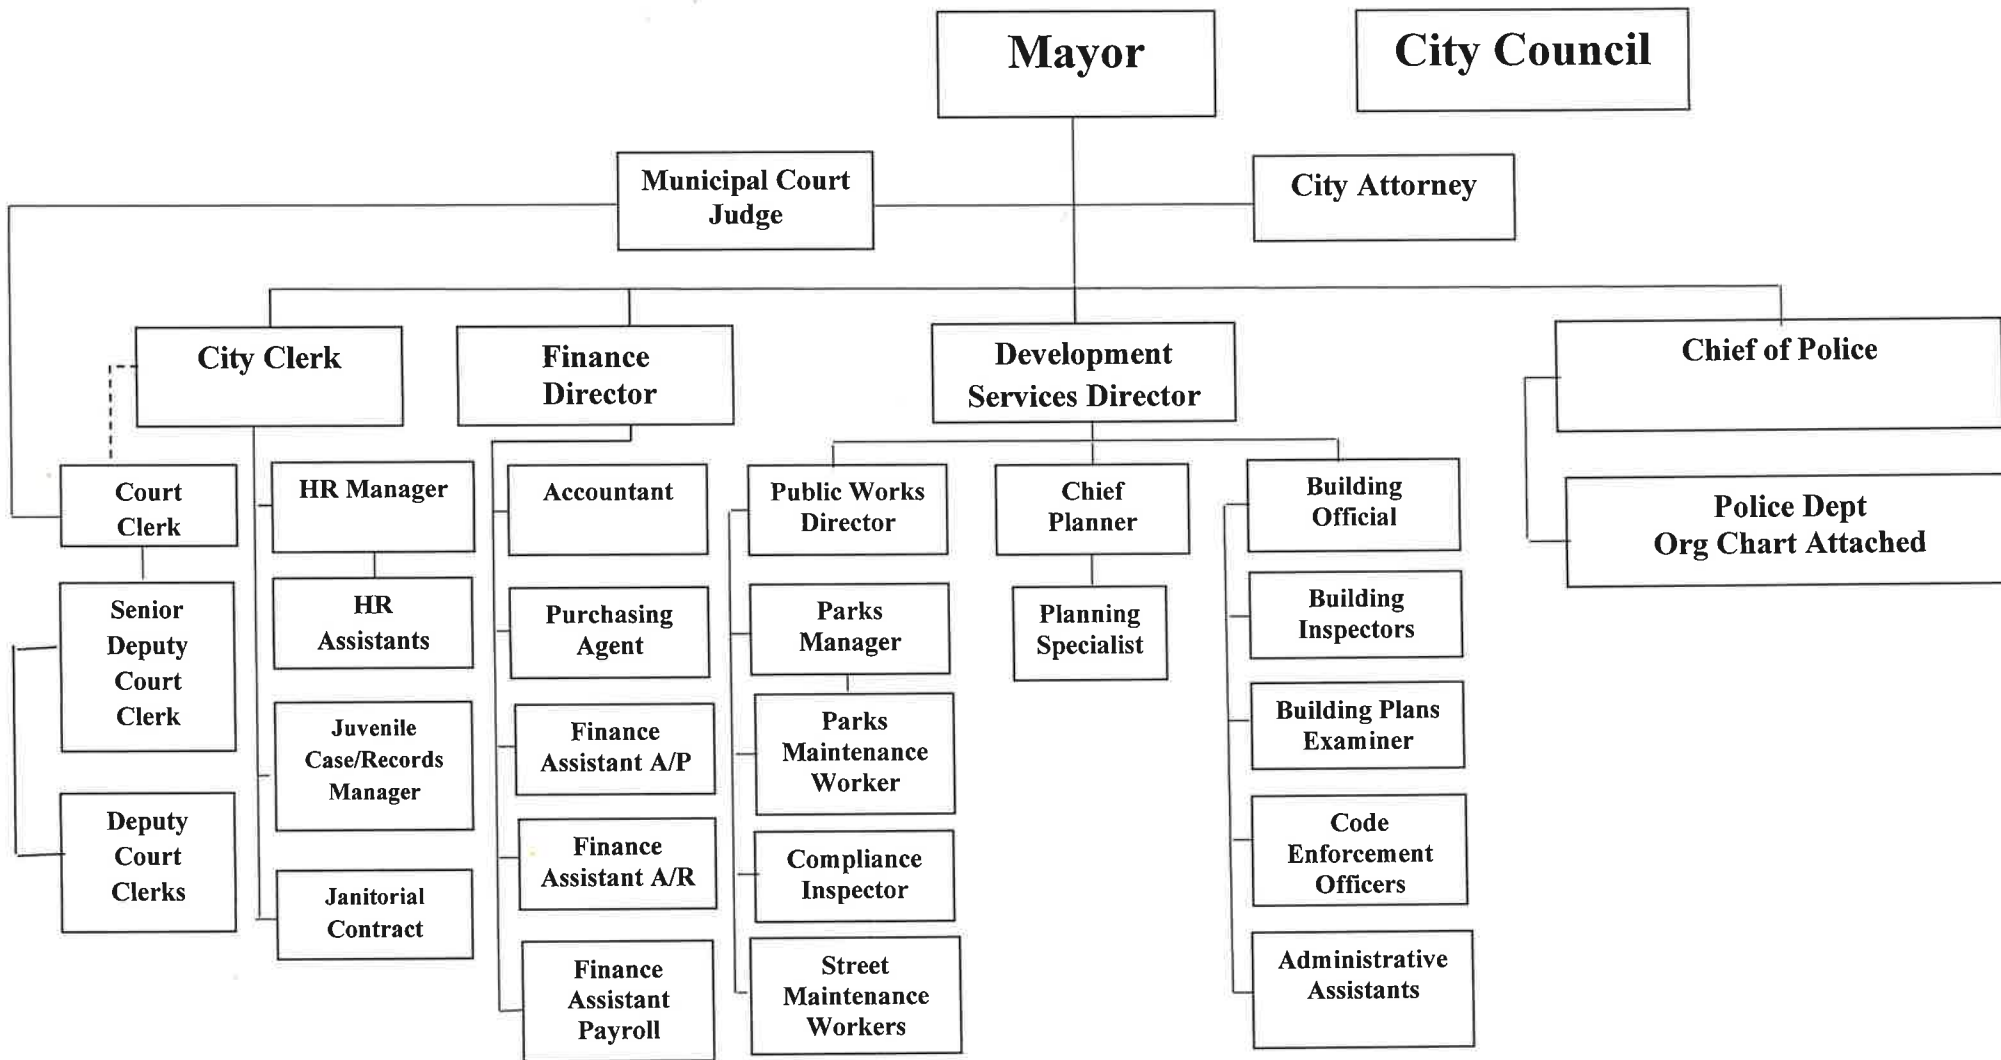 Mayor
City Council
Municipal Court
Judge
City Attorney
City Clerk
Finance
Director
Development
Services Director
Chief of Police
Court
Clerk
HR Manager
Accountant
Public Works
Director
Chief
Planner
Building
Official
Police Dept
Org Chart Attached
Senior
Deputy
Court
Clerk
HR
Assistants
Purchasing
Agent
Parks
Manager
Planning
Specialist
Building
Inspectors
Juvenile
Case/Records
Manager
Finance
Assistant A/P
Parks
Maintenance
Worker
Building Plans
Examiner
Deputy
Court
Clerks
Janitorial
Contract
Finance
Assistant A/R
Compliance
Inspector
Code
Enforcement
Officers
Finance
Assistant
Payroll
Street
Maintenance
Workers
Administrative
Assistants